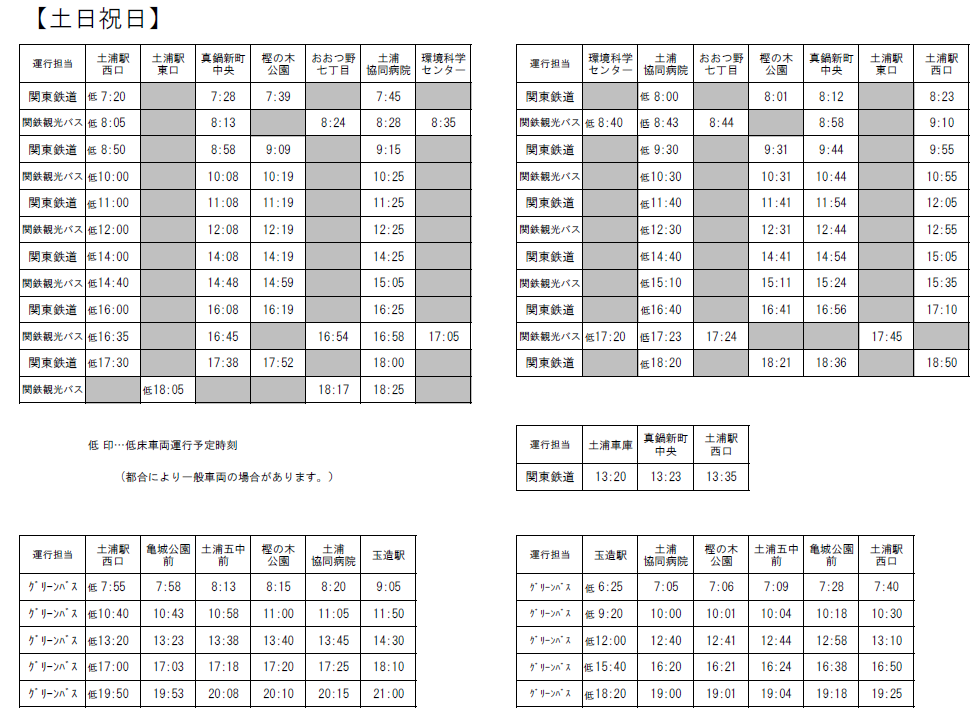 【土日祝日】
運行担当 土浦駅西口 土浦駅東口 真鍋新町中央 樫の木公園 おおつ野七丁目 土浦協同病院 環境科学センター
関東鉄道 低 7:20 7:28 7:39 7:45
関鉄観光バス 低 8:05 8:13 8:24 8:28 8:35
関東鉄道 低 8:50 8:58 9:09 9:15
関鉄観光バス 低10:00 10:08 10:19 10:25
関東鉄道 低11:00 11:08 11:19 11:25
関鉄観光バス 低12:00 12:08 12:19 12:25
関東鉄道 低14:00 14:08 14:19 14:25
関鉄観光バス 低14:40 14:48 14:59 15:05
関東鉄道 低16:00 16:08 16:19 16:25
関鉄観光バス 低16:35 16:45 16:54 16:58 17:05
関東鉄道 低17:30 17:38 17:52 18:00
関鉄観光バス 低18:05 18:17 18:25
運行担当 環境科学センター 土浦協同病院 おおつ野七丁目 樫の木公園 真鍋新町中央 土浦駅東口 土浦駅西口
関東鉄道 低 8:00 8:01 8:12 8:23
関鉄観光バス 低 8:40 低 8:43 8:44 8:58 9:10
関東鉄道 低 9:30 9:31 9:44 9:55
関鉄観光バス 低10:30 10:31 10:44 10:55
関東鉄道 低11:40 11:41 11:54 12:05
関鉄観光バス 低12:30 12:31 12:44 12:55
関東鉄道 低14:40 14:41 14:54 15:05
関鉄観光バス 低15:10 15:11 15:24 15:35
関東鉄道 低16:40 16:41 16:56 17:10
関鉄観光バス 低17:20 低17:23 17:24 17:45
関東鉄道 低18:20 18:21 18:36 18:50
低 印…低床車両運行予定時刻
（都合により一般車両の場合があります。）
運行担当 土浦車庫 真鍋新町中央 土浦駅西口
関東鉄道 13:20 13:23 13:35
運行担当 土浦駅西口 亀城公園前 土浦五中前 樫の木公園 土浦協同病院 玉造駅
ｸﾞﾘｰﾝﾊﾞｽ 低 7:55 7:58 8:13 8:15 8:20 9:05
ｸﾞﾘｰﾝﾊﾞｽ 低10:40 10:43 10:58 11:00 11:05 11:50
ｸﾞﾘｰﾝﾊﾞｽ 低13:20 13:23 13:38 13:40 13:45 14:30
ｸﾞﾘｰﾝﾊﾞｽ 低17:00 17:03 17:18 17:20 17:25 18:10
ｸﾞﾘｰﾝﾊﾞｽ 低19:50 19:53 20:08 20:10 20:15 21:00
運行担当 玉造駅 土浦協同病院 樫の木公園 土浦五中前 亀城公園前 土浦駅西口
ｸﾞﾘｰﾝﾊﾞｽ 低 6:25 7:05 7:06 7:09 7:28 7:40
ｸﾞﾘｰﾝﾊﾞｽ 低 9:20 10:00 10:01 10:04 10:18 10:30
ｸﾞﾘｰﾝﾊﾞｽ 低12:00 12:40 12:41 12:44 12:58 13:10
ｸﾞﾘｰﾝﾊﾞｽ 低15:40 16:20 16:21 16:24 16:38 16:50
ｸﾞﾘｰﾝﾊﾞｽ 低18:20 19:00 19:01 19:04 19:18 19:25